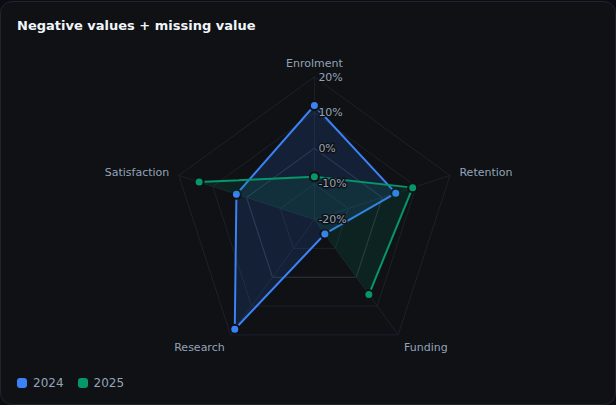 Negative values + missing value
Enrolment
20%
10%
0%
-10%
-20%
Satisfaction
Retention
Research
Funding
2024
2025